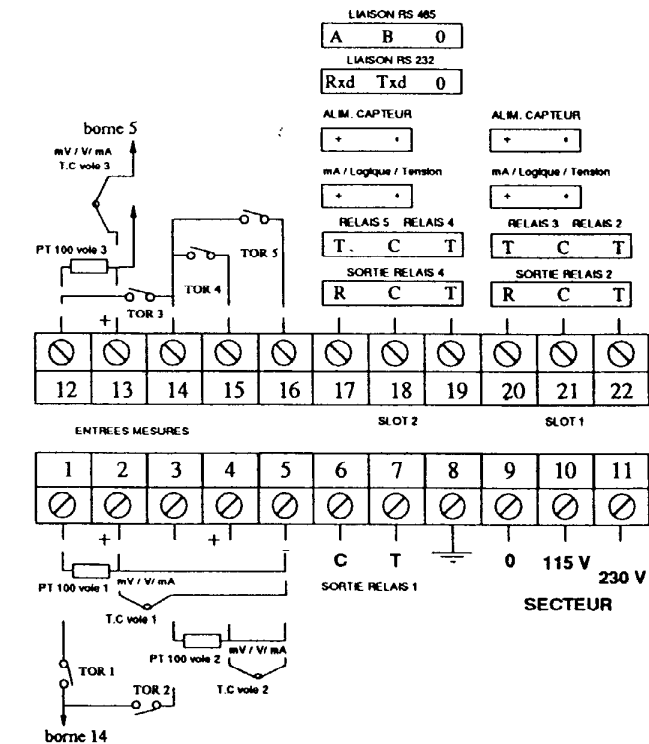 LIAISON RS 485
A B 0
LIAISON RS 232
Rxd Txd 0
ALIM. CAPTEUR
+ -
ALIM. CAPTEUR
+ -
mA / Logique / Tension
+ -
mA / Logique / Tension
+ -
RELAIS 5 RELAIS 4
T. C T
RELAIS 3 RELAIS 2
T C T
SORTIE RELAIS 4
R C T
SORTIE RELAIS 2
R C T
borne 5
mV / V/ mA
T.C voie 3
PT 100 voie 3
+
TOR 3
TOR 4
TOR 5
12 13 14 15 16 17 18 19 20 21 22
ENTREES MESURES
SLOT 2
SLOT 1
1 2 3 4 5 6 7 8 9 10 11
+ + -
C T
0 115 V 230 V
SORTIE RELAIS 1
SECTEUR
PT 100 voie 1
mV / V/ mA
T.C voie 1
PT 100 voie 2
mV / V/ mA
T.C voie 2
TOR 1
TOR 2
borne 14